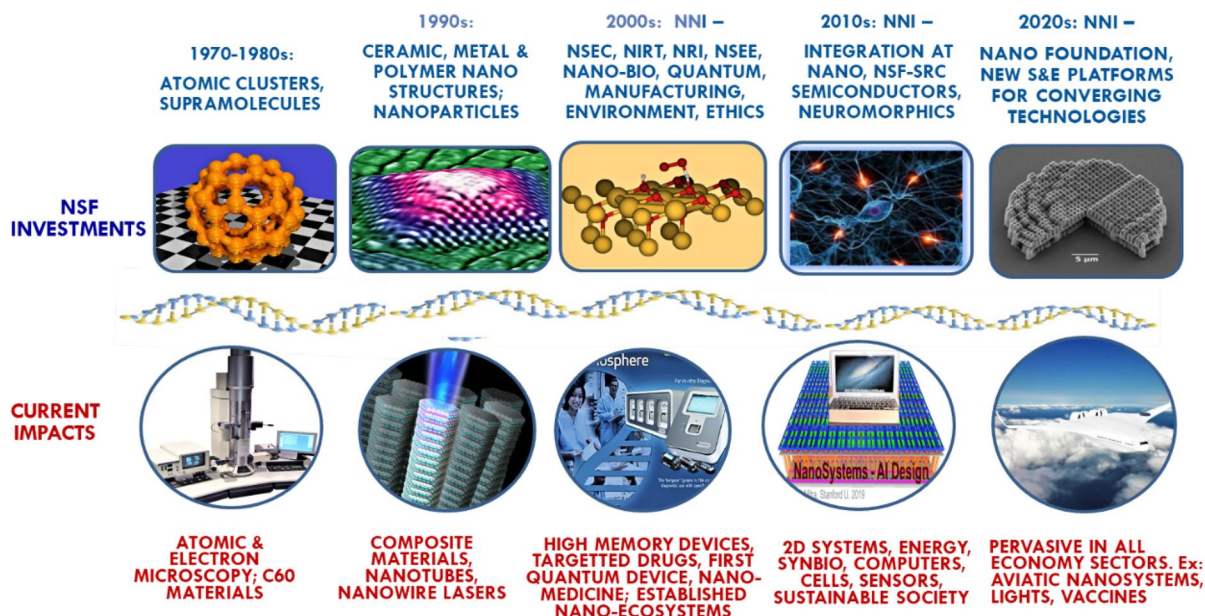 1970-1980s:
ATOMIC CLUSTERS,
SUPRAMOLECULES
1990s:
CERAMIC, METAL &
POLYMER NANO
STRUCTURES;
NANOPARTICLES
2000s: NNI –
NSEC, NIRT, NRI, NSEE,
NANO-BIO, QUANTUM,
MANUFACTURING,
ENVIRONMENT, ETHICS
2010s: NNI –
INTEGRATION AT
NANO, NSF-SRC
SEMICONDUCTORS,
NEUROMORPHICS
2020s: NNI –
NANO FOUNDATION,
NEW S&E PLATFORMS
FOR CONVERGING
TECHNOLOGIES
NSF
INVESTMENTS
5 μm
CURRENT
IMPACTS
osphere
NanoSystems - AI Design
Mitra, Stanford U. 2019
ATOMIC &
ELECTRON
MICROSCOPY; C60
MATERIALS
COMPOSITE
MATERIALS,
NANOTUBES,
NANOWIRE LASERS
HIGH MEMORY DEVICES,
TARGETTED DRUGS, FIRST
QUANTUM DEVICE, NANO-
MEDICINE; ESTABLISHED
NANO-ECOSYSTEMS
2D SYSTEMS, ENERGY,
SYNBIO, COMPUTERS,
CELLS, SENSORS,
SUSTAINABLE SOCIETY
PERVASIVE IN ALL
ECONOMY SECTORS. Ex:
AVIATIC NANOSYSTEMS,
LIGHTS, VACCINES